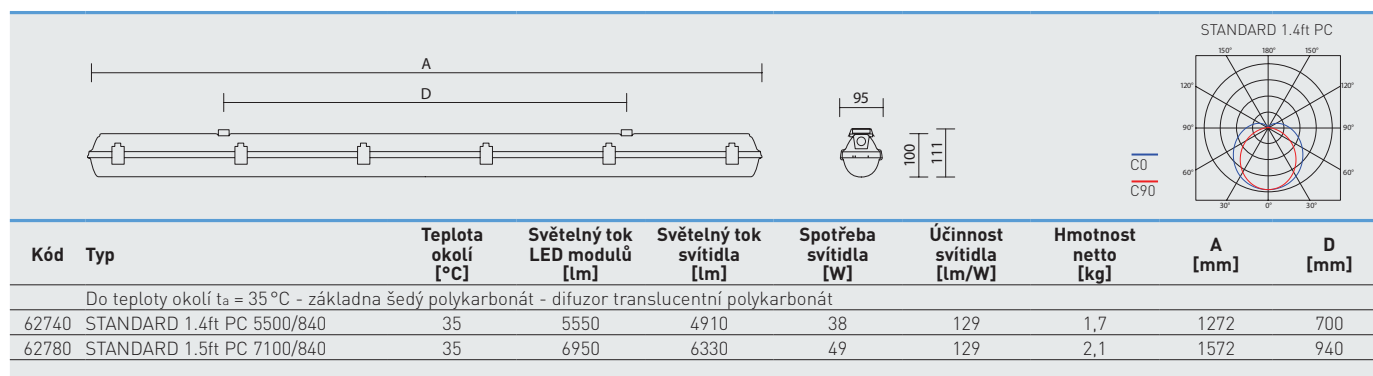 STANDARD 1.4ft PC
150° 180° 150°
120° 120°
90° 90°
60° 60°
30° 0° 30°
C0
C90
A
D
95
100
111
Kód Typ Teplota okolí [°C] Světelný tok LED modulů [lm] Světelný tok svítidla [lm] Spotřeba svítidla [W] Účinnost svítidla [lm/W] Hmotnost netto [kg] A [mm] D [mm]
Do teploty okolí ta = 35°C - základna šedý polykarbonát - difuzor translucentní polykarbonát
62740 STANDARD 1.4ft PC 5500/840 35 5550 4910 38 129 1,7 1272 700
62780 STANDARD 1.5ft PC 7100/840 35 6950 6330 49 129 2,1 1572 940